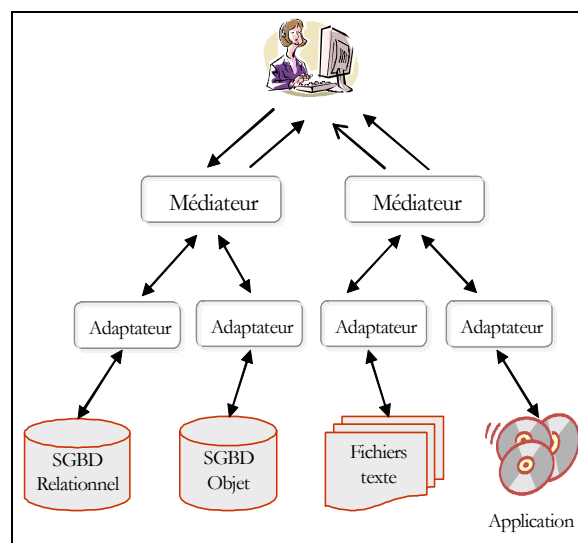 Médiateur
Médiateur
Adaptateur
Adaptateur
Adaptateur
Adaptateur
SGBD
Relationnel
SGBD
Objet
Fichiers
texte
Application